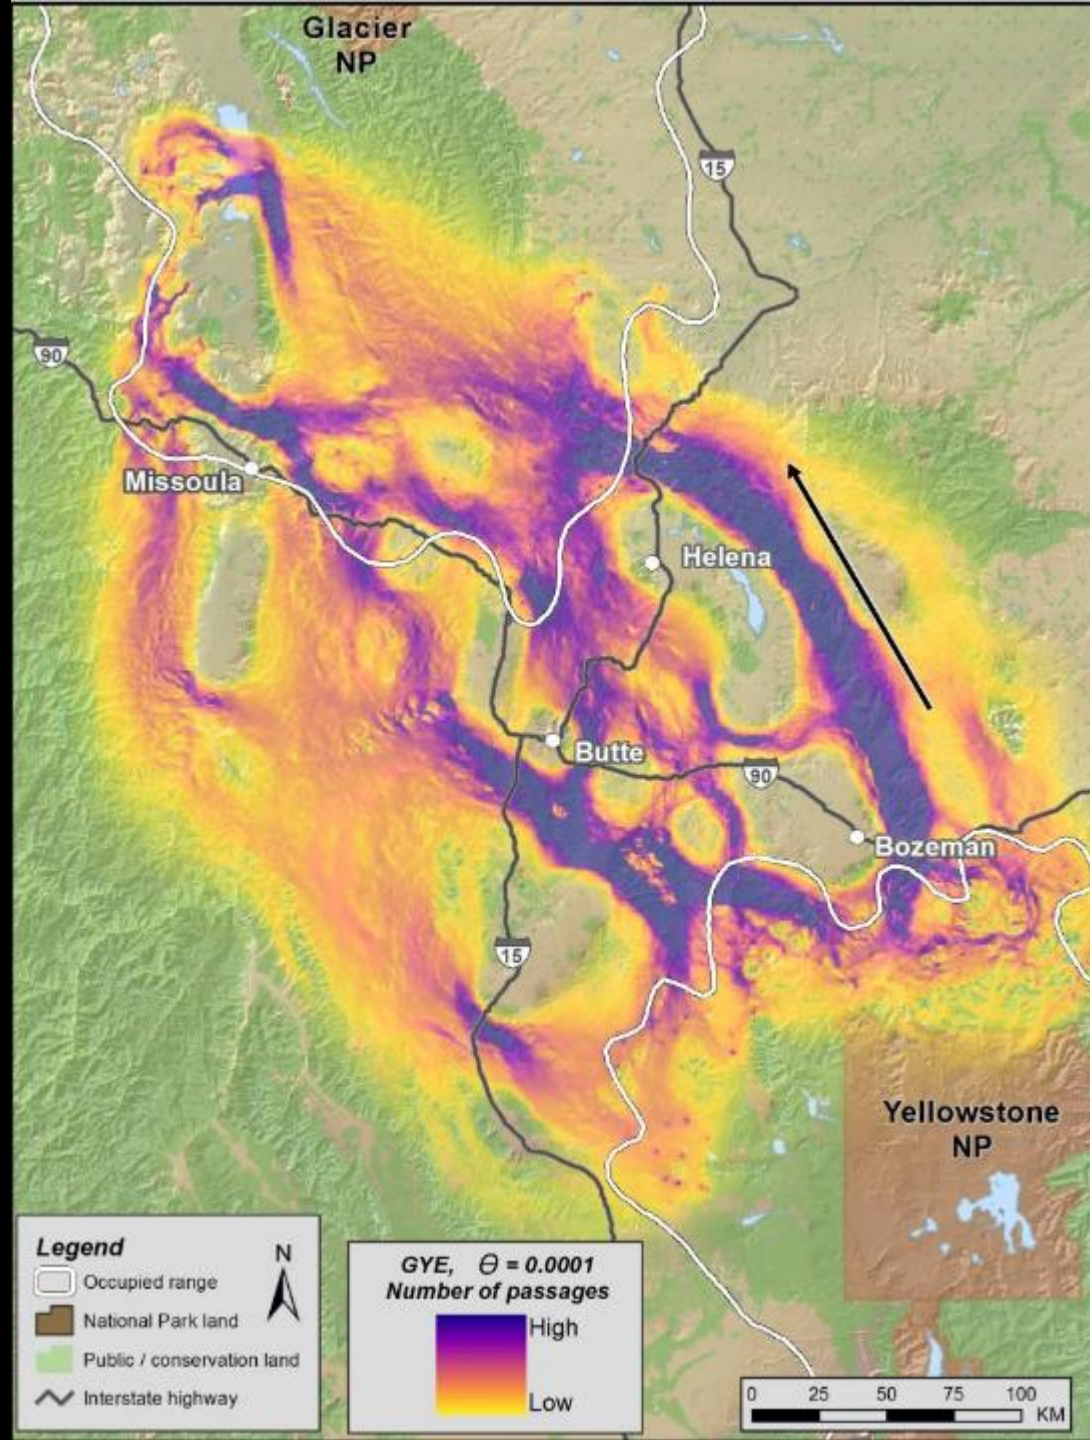 Glacier
NP
15
90
Missoula
Helena
Butte
90
Bozeman
15
Yellowstone
NP
Legend
Occupied range
National Park land
Public / conservation land
Interstate highway
N
GYE, Θ = 0.0001
Number of passages
High
Low
0 25 50 75 100
KM